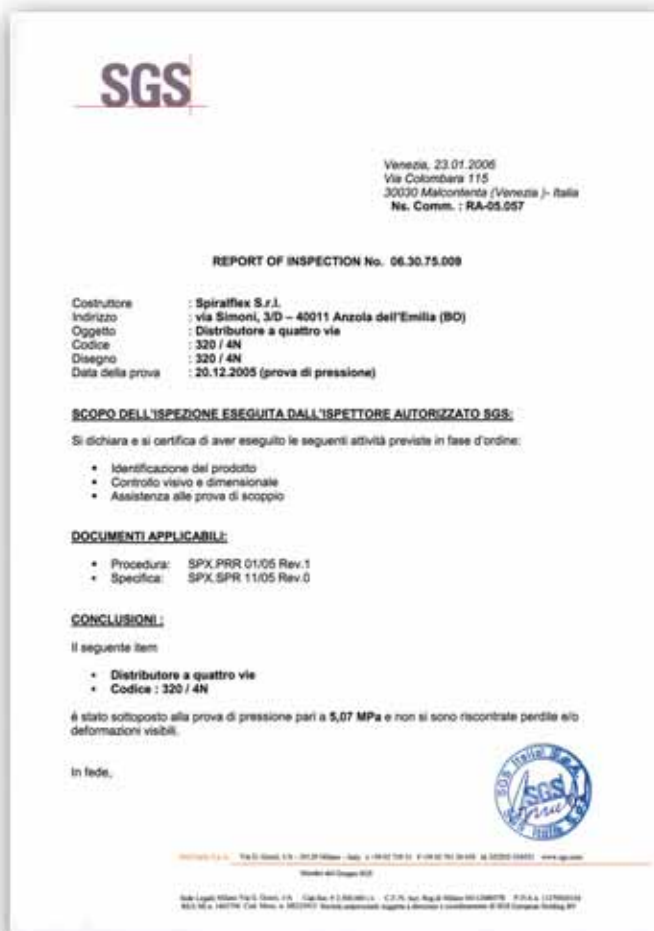 SGS
Venezia, 23.01.2006
Via Colombara 115
30030 Malcontenta (Venezia )- Italia
Ns. Comm. : RA-05.057
REPORT OF INSPECTION No. 06.30.75.009
Costruttore : Spiralflex S.r.l.
Indirizzo : via Simoni, 3/D – 40011 Anzola dell'Emilia (BO)
Oggetto : Distributore a quattro vie
Codice : 320 / 4N
Disegno : 320 / 4N
Data della prova : 20.12.2005 (prova di pressione)
SCOPO DELL'ISPEZIONE ESEGUITA DALL'ISPETTORE AUTORIZZATO SGS:
Si dichiara e si certifica di aver eseguito le seguenti attività previste in fase d'ordine:
• Identificazione del prodotto
• Controllo visivo e dimensionale
• Assistenza alle prova di scoppio
DOCUMENTI APPLICABILI:
• Procedura: SPX.PRR 01/05 Rev.1
• Specifica: SPX.SPR 11/05 Rev.0
CONCLUSIONI :
Il seguente item
• Distributore a quattro vie
• Codice : 320 / 4N
é stato sottoposto alla prova di pressione pari a 5,07 MPa e non si sono riscontrate perdite e/o
deformazioni visibili.
In fede,
SGS Italia S.p.A.
SGS
Membro del Gruppo SGS